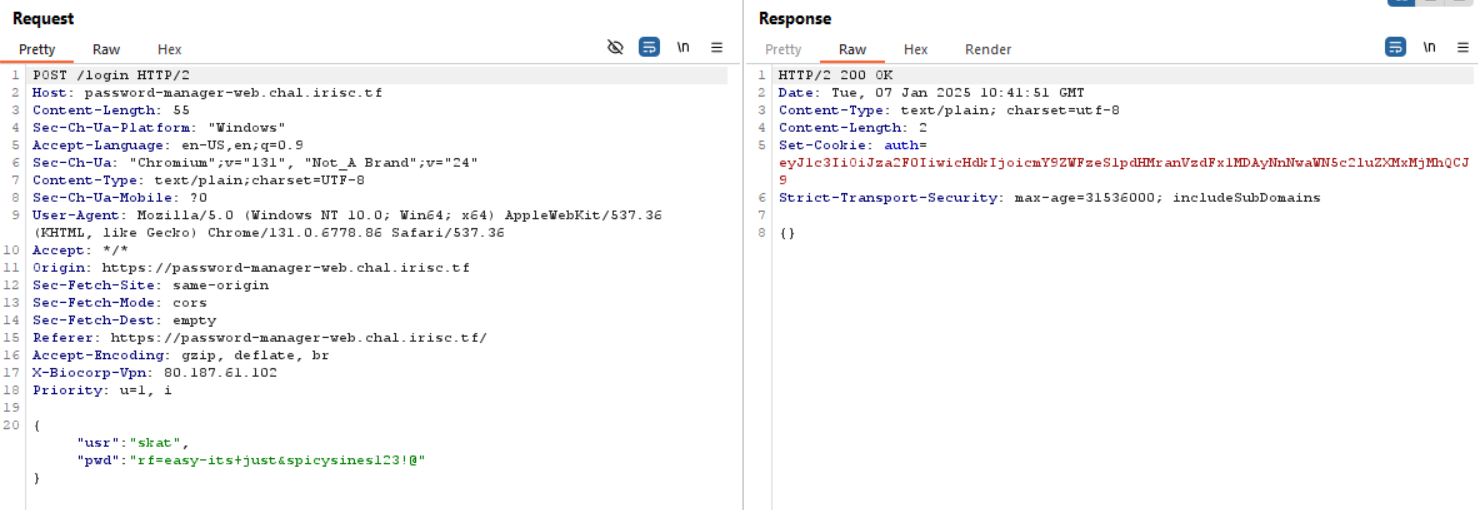 Request
Pretty
Raw
Hex
\n
1 POST /login HTTP/2
2 Host: password-manager-web.chal.irisc.tf
3 Content-Length: 55
4 Sec-Ch-Ua-Platform: "Windows"
5 Accept-Language: en-US,en;q=0.9
6 Sec-Ch-Ua: "Chromium";v="131", "Not_A Brand";v="24"
7 Content-Type: text/plain;charset=UTF-8
8 Sec-Ch-Ua-Mobile: ?0
9 User-Agent: Mozilla/5.0 (Windows NT 10.0; Win64; x64) AppleWebKit/537.36
(KHTML, like Gecko) Chrome/131.0.6778.86 Safari/537.36
10 Accept: */*
11 Origin: https://password-manager-web.chal.irisc.tf
12 Sec-Fetch-Site: same-origin
13 Sec-Fetch-Mode: cors
14 Sec-Fetch-Dest: empty
15 Referer: https://password-manager-web.chal.irisc.tf/
16 Accept-Encoding: gzip, deflate, br
17 X-Biocorp-Vpn: 80.187.61.102
18 Priority: u=1, i
19
20 {
"usr":"skat",
"pwd":"rf=easy-its+just&spicysines123!@"
}
Response
Pretty
Raw
Hex
Render
\n
1 HTTP/2 200 OK
2 Date: Tue, 07 Jan 2025 10:41:51 GMT
3 Content-Type: text/plain; charset=utf-8
4 Content-Length: 2
5 Set-Cookie: auth=
eyJ1c3IiOiJza2F0IiwicHdkIjoicmY9ZWFzeS1pdHMranVzdFx1MDAyNnNwaWN5c2luZXMxMjMhQCJ
9
6 Strict-Transport-Security: max-age=31536000; includeSubDomains
7
8 {}